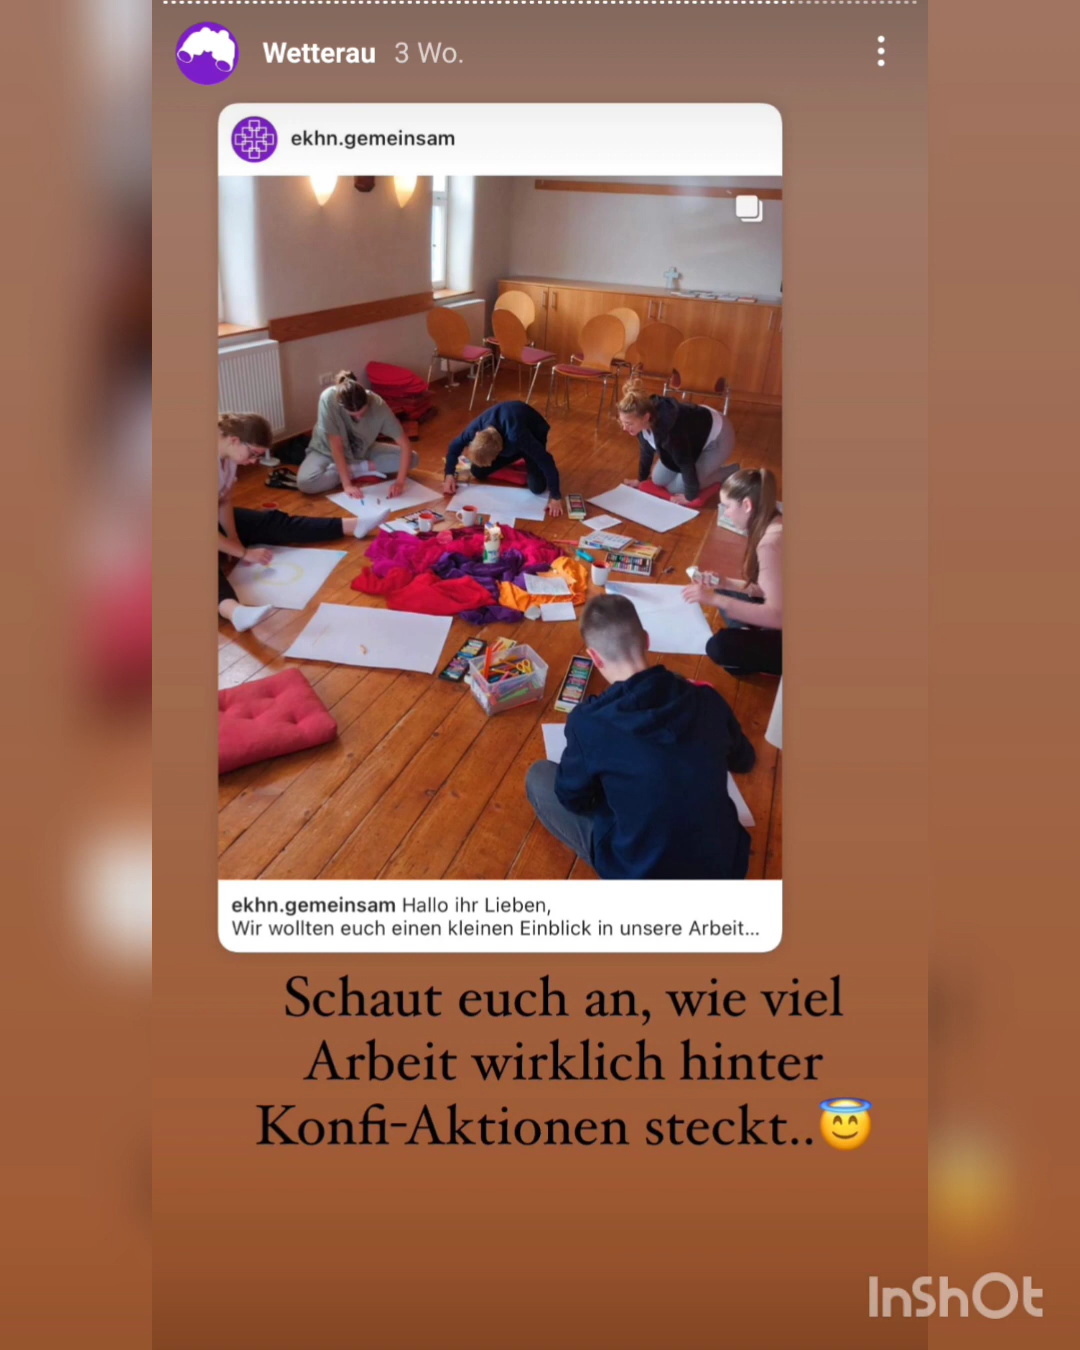 Wetterau 3 Wo.
ekhn.gemeinsam
ekhn.gemeinsam Hallo ihr Lieben,
Wir wollten euch einen kleinen Einblick in unsere Arbeit...
Schaut euch an, wie viel
Arbeit wirklich hinter
Konfi-Aktionen steckt..😇
InShOt